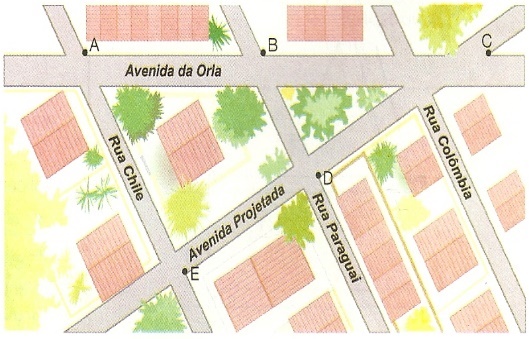 A
B
C
Avenida da Orla
Rua Chile
Rua Colômbia
D
Avenida Projetada
Rua Paraguai
E